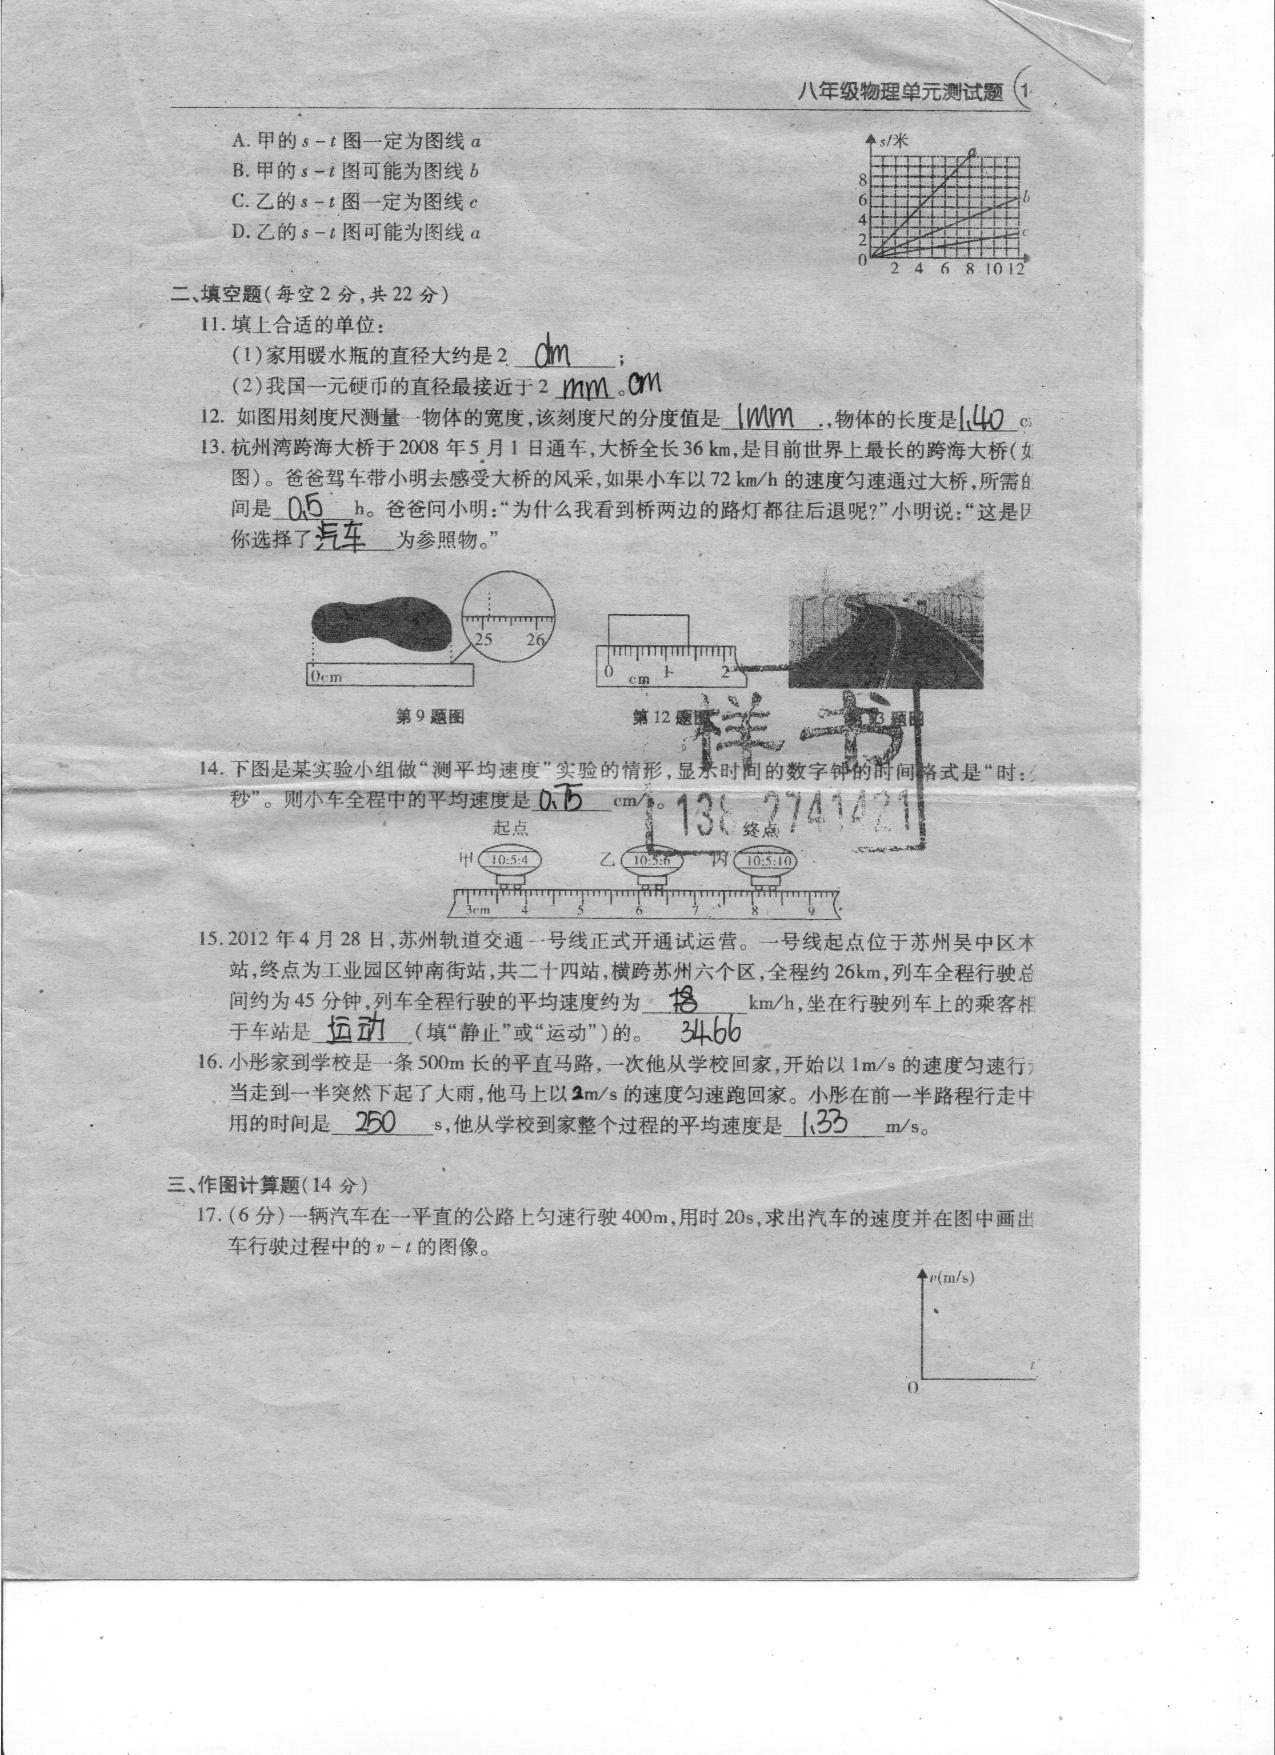 八年级物理单元测试题 1
A. 甲的 s－t 图一定为图线 a
B. 甲的 s－t 图可能为图线 b
C. 乙的 s－t 图一定为图线 c
D. 乙的 s－t 图可能为图线 a
s/米
a
8
6
b
4
2
c
0
2 4 6 8 10 12
二、填空题(每空 2 分,共 22 分)
11. 填上合适的单位:
(1)家用暖水瓶的直径大约是 2 dm ;
(2)我国一元硬币的直径最接近于 2 mm 。cm
12. 如图用刻度尺测量一物体的宽度,该刻度尺的分度值是 1mm ,物体的长度是 1.40 c
13. 杭州湾跨海大桥于 2008 年 5 月 1 日通车,大桥全长 36 km,是目前世界上最长的跨海大桥(如
图)。爸爸驾车带小明去感受大桥的风采,如果小车以 72 km/h 的速度匀速通过大桥,所需的
间是 0.5 h。爸爸问小明:“为什么我看到桥两边的路灯都往后退呢?”小明说:“这是因
你选择了 汽车 为参照物。”
25 26
0cm
0 cm 1 2
第 9 题图 第 12 题图 3 题图
样书
14. 下图是某实验小组做“测平均速度”实验的情形,显示时间的数字钟的时间格式是“时:
秒”。则小车全程中的平均速度是 0.75 cm/ 。
138 2741421
起点 终点
甲 10:5:4 乙 10:5:6 丙 10:5:10
3cm 4 5 6 7 8 9
15. 2012 年 4 月 28 日,苏州轨道交通一号线正式开通试运营。一号线起点位于苏州吴中区木
站,终点为工业园区钟南街站,共二十四站,横跨苏州六个区,全程约 26km,列车全程行驶总
间约为 45 分钟,列车全程行驶的平均速度约为 km/h,坐在行驶列车上的乘客相
于车站是 运动 (填“静止”或“运动”)的。 34.66
16. 小彤家到学校是一条 500m 长的平直马路,一次他从学校回家,开始以 1m/s 的速度匀速行
当走到一半突然下起了大雨,他马上以 2m/s 的速度匀速跑回家。小彤在前一半路程行走中
用的时间是 250 s,他从学校到家整个过程的平均速度是 1.33 m/s。
三、作图计算题(14 分)
17. (6 分)一辆汽车在一平直的公路上匀速行驶 400m,用时 20s,求出汽车的速度并在图中画出
车行驶过程中的 v－t 的图像。
v(m/s)
t
O